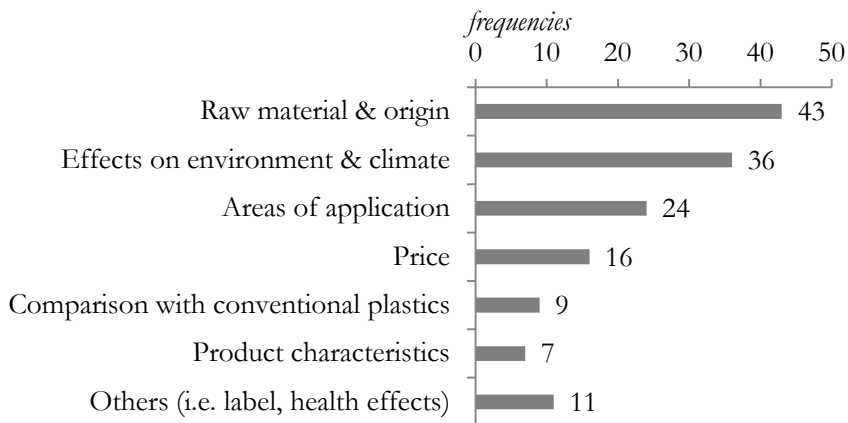 frequencies
0 10 20 30 40 50
Raw material & origin 43
Effects on environment & climate 36
Areas of application 24
Price 16
Comparison with conventional plastics 9
Product characteristics 7
Others (i.e. label, health effects) 11